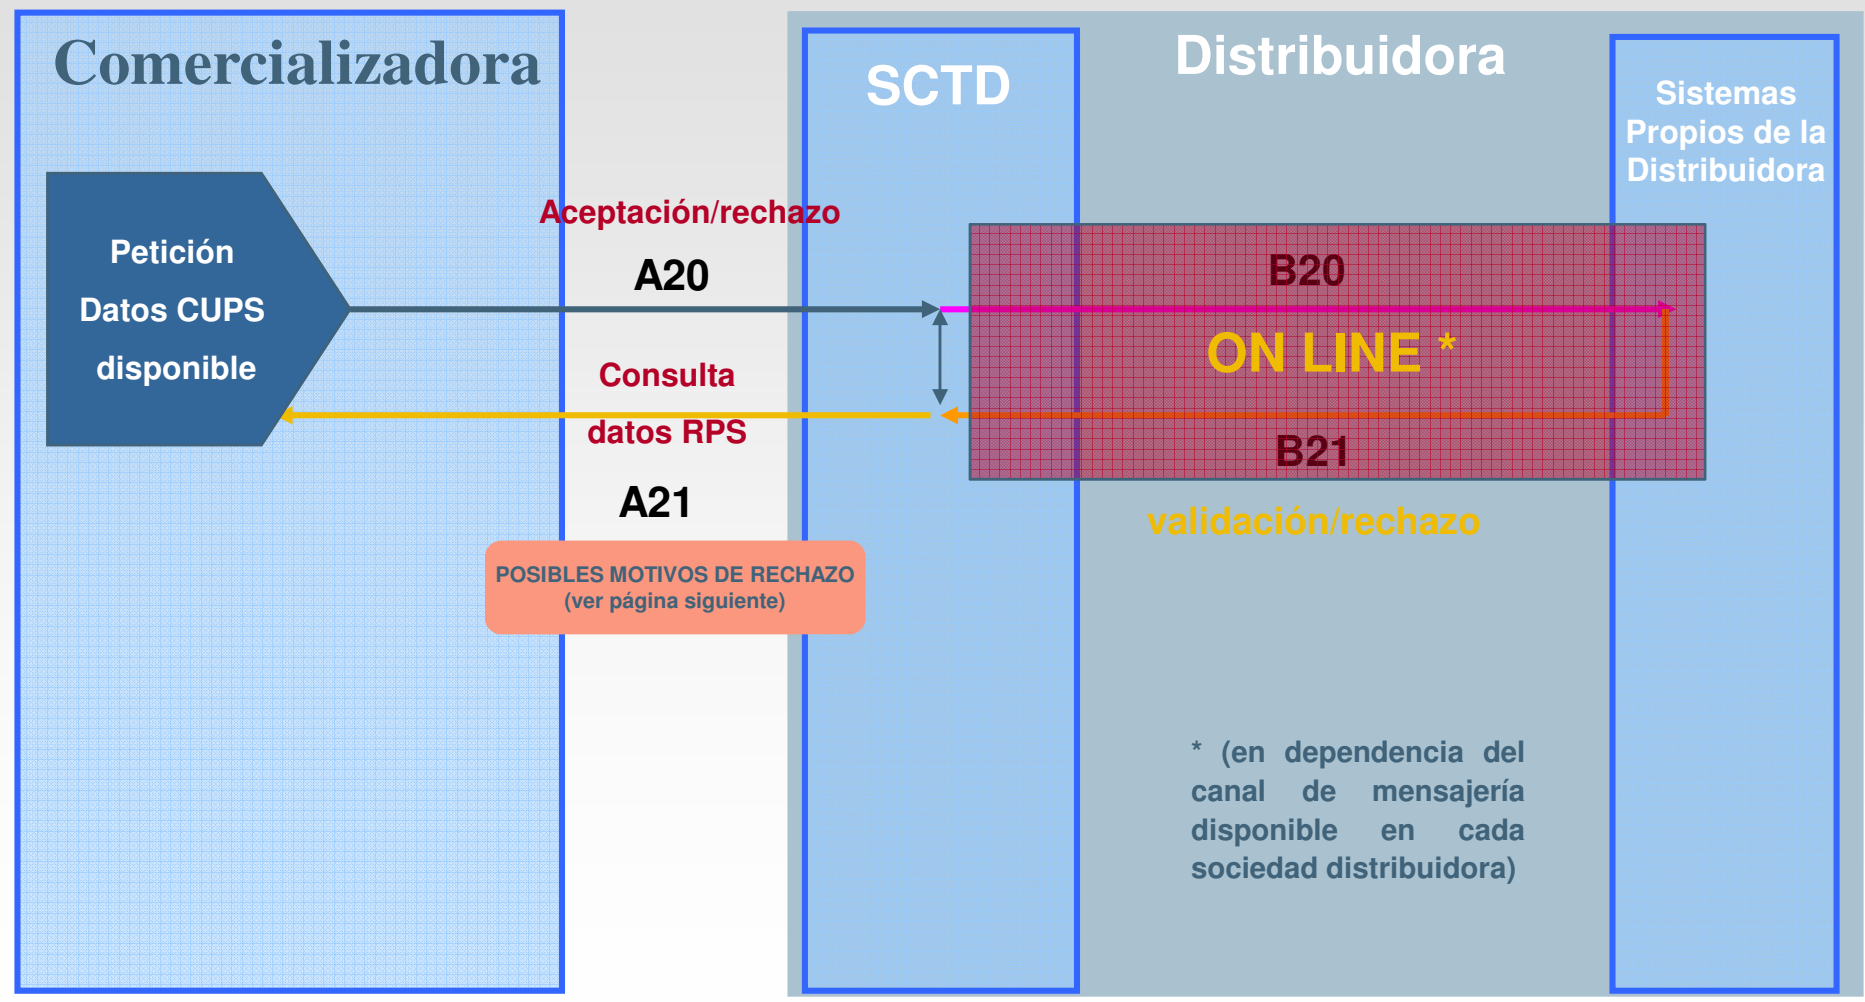 Comercializadora
SCTD
Distribuidora
Sistemas
Propios de la
Distribuidora
Petición
Datos CUPS
disponible
Aceptación/rechazo
A20
Consulta
datos RPS
A21
B20
ON LINE *
B21
validación/rechazo
POSIBLES MOTIVOS DE RECHAZO
(ver página siguiente)
* (en dependencia del
canal de mensajería
disponible en cada
sociedad distribuidora)